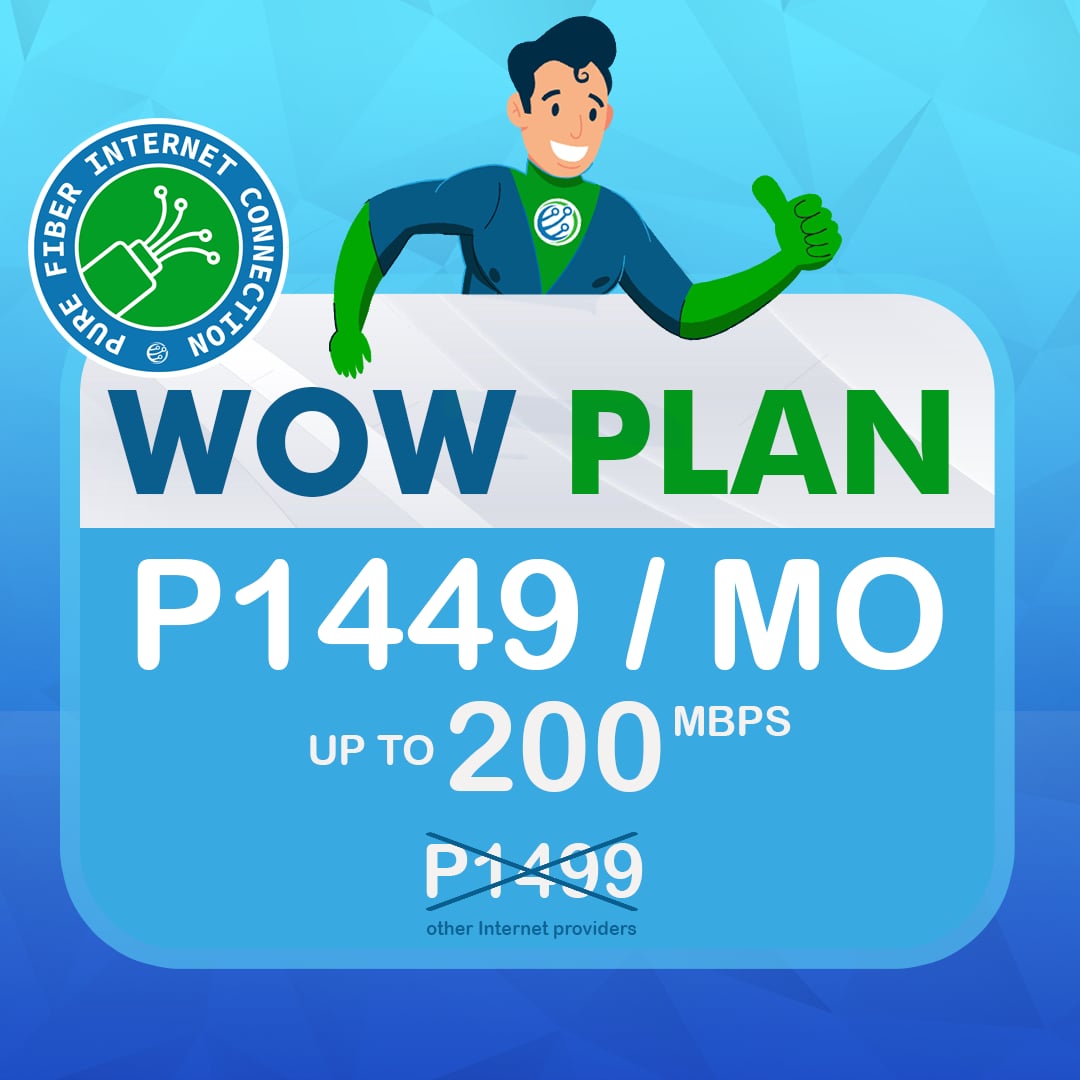 PURE FIBER INTERNET CONNECTION
WOW PLAN
P1449 / MO
UP TO 200 MBPS
P1499
other Internet providers